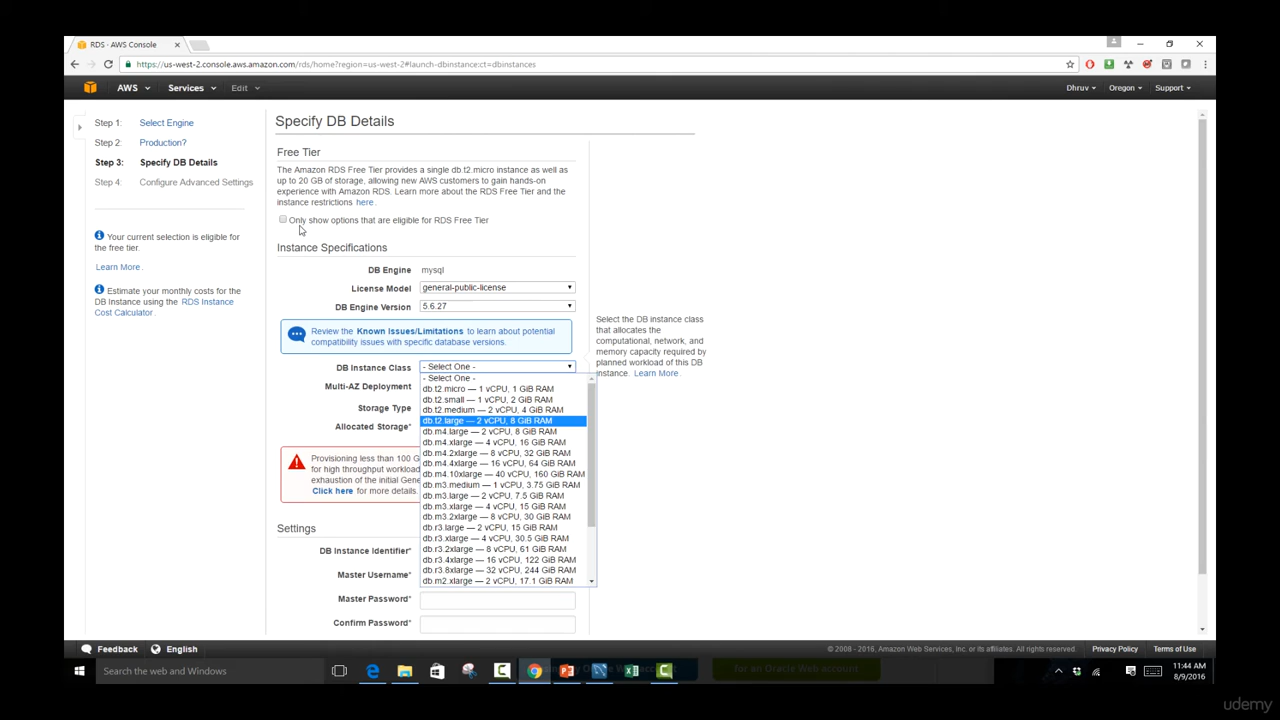 RDS · AWS Console
https://us-west-2.console.aws.amazon.com/rds/home?region=us-west-2#launch-dbinstance:ct=dbinstances
AWS
Services
Edit
Dhruv
Oregon
Support
Step 1:
Select Engine
Step 2:
Production?
Step 3:
Specify DB Details
Step 4:
Configure Advanced Settings
Your current selection is eligible for
the free tier.
Learn More.
Estimate your monthly costs for the
DB Instance using the RDS Instance
Cost Calculator.
Specify DB Details
Free Tier
The Amazon RDS Free Tier provides a single db.t2.micro instance as well as
up to 20 GB of storage, allowing new AWS customers to gain hands-on
experience with Amazon RDS. Learn more about the RDS Free Tier and the
instance restrictions here.
Only show options that are eligible for RDS Free Tier
Instance Specifications
DB Engine
mysql
License Model
general-public-license
DB Engine Version
5.6.27
Review the Known Issues/Limitations to learn about potential
compatibility issues with specific database versions.
DB Instance Class
- Select One -
Multi-AZ Deployment
Storage Type
Allocated Storage*
- Select One -
db.t2.micro — 1 vCPU, 1 GiB RAM
db.t2.small — 1 vCPU, 2 GiB RAM
db.t2.medium — 2 vCPU, 4 GiB RAM
db.t2.large — 2 vCPU, 8 GiB RAM
db.m4.large — 2 vCPU, 8 GiB RAM
db.m4.xlarge — 4 vCPU, 16 GiB RAM
db.m4.2xlarge — 8 vCPU, 32 GiB RAM
db.m4.4xlarge — 16 vCPU, 64 GiB RAM
db.m4.10xlarge — 40 vCPU, 160 GiB RAM
db.m3.medium — 1 vCPU, 3.75 GiB RAM
db.m3.large — 2 vCPU, 7.5 GiB RAM
db.m3.xlarge — 4 vCPU, 15 GiB RAM
db.m3.2xlarge — 8 vCPU, 30 GiB RAM
db.r3.large — 2 vCPU, 15 GiB RAM
db.r3.xlarge — 4 vCPU, 30.5 GiB RAM
db.r3.2xlarge — 8 vCPU, 61 GiB RAM
db.r3.4xlarge — 16 vCPU, 122 GiB RAM
db.r3.8xlarge — 32 vCPU, 244 GiB RAM
db.m2.xlarge — 2 vCPU, 17.1 GiB RAM
Select the DB instance class
that allocates the
computational, network, and
memory capacity required by
planned workload of this DB
instance. Learn More.
Provisioning less than 100 G
for high throughput workload
exhaustion of the initial Gene
Click here for more details.
Settings
DB Instance Identifier*
Master Username*
Master Password*
Confirm Password*
Feedback
English
© 2008 - 2016, Amazon Web Services, Inc. or its affiliates. All rights reserved.
Privacy Policy
Terms of Use
Search the web and Windows
for an Oracle Web account
11:44 AM
8/9/2016
udemy